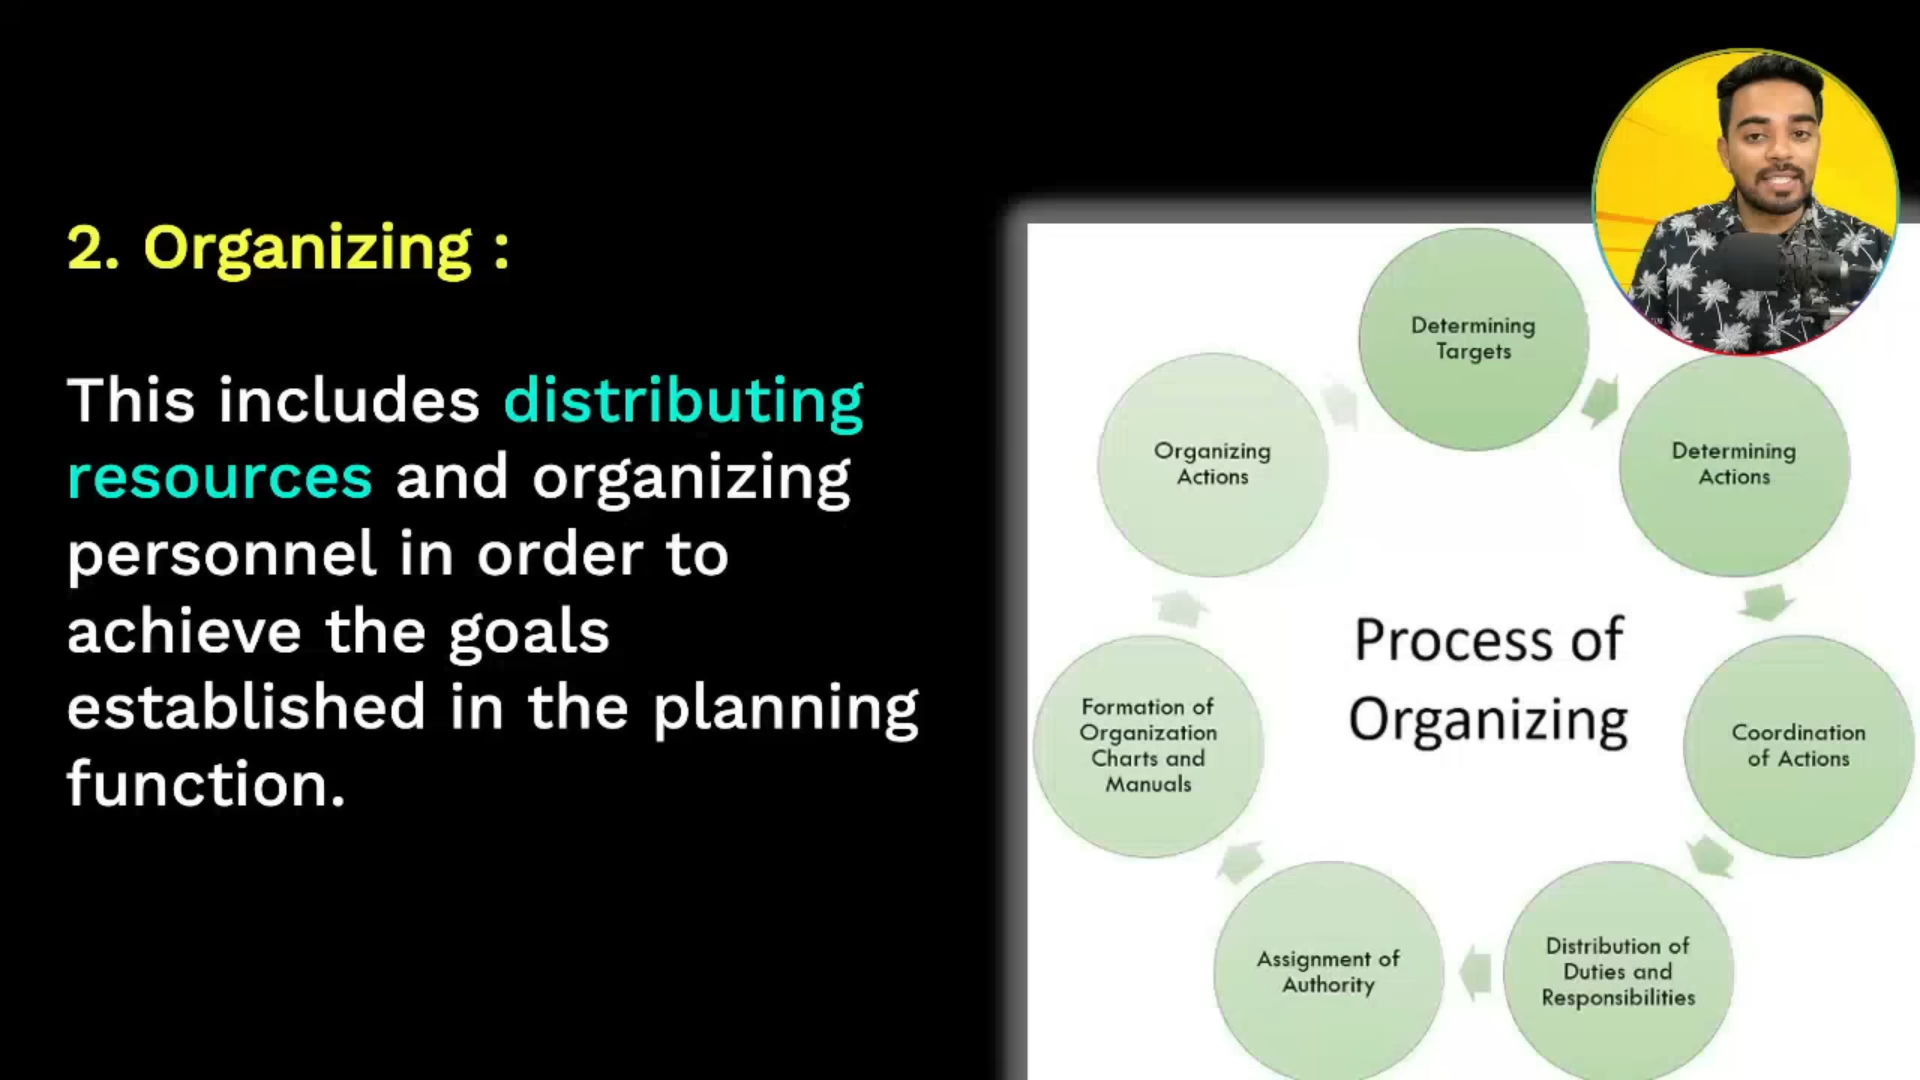 2. Organizing :
This includes distributing
resources and organizing
personnel in order to
achieve the goals
established in the planning
function.
Process of
Organizing
Determining
Targets
Determining
Actions
Coordination
of Actions
Distribution of
Duties and
Responsibilities
Assignment of
Authority
Formation of
Organization
Charts and
Manuals
Organizing
Actions